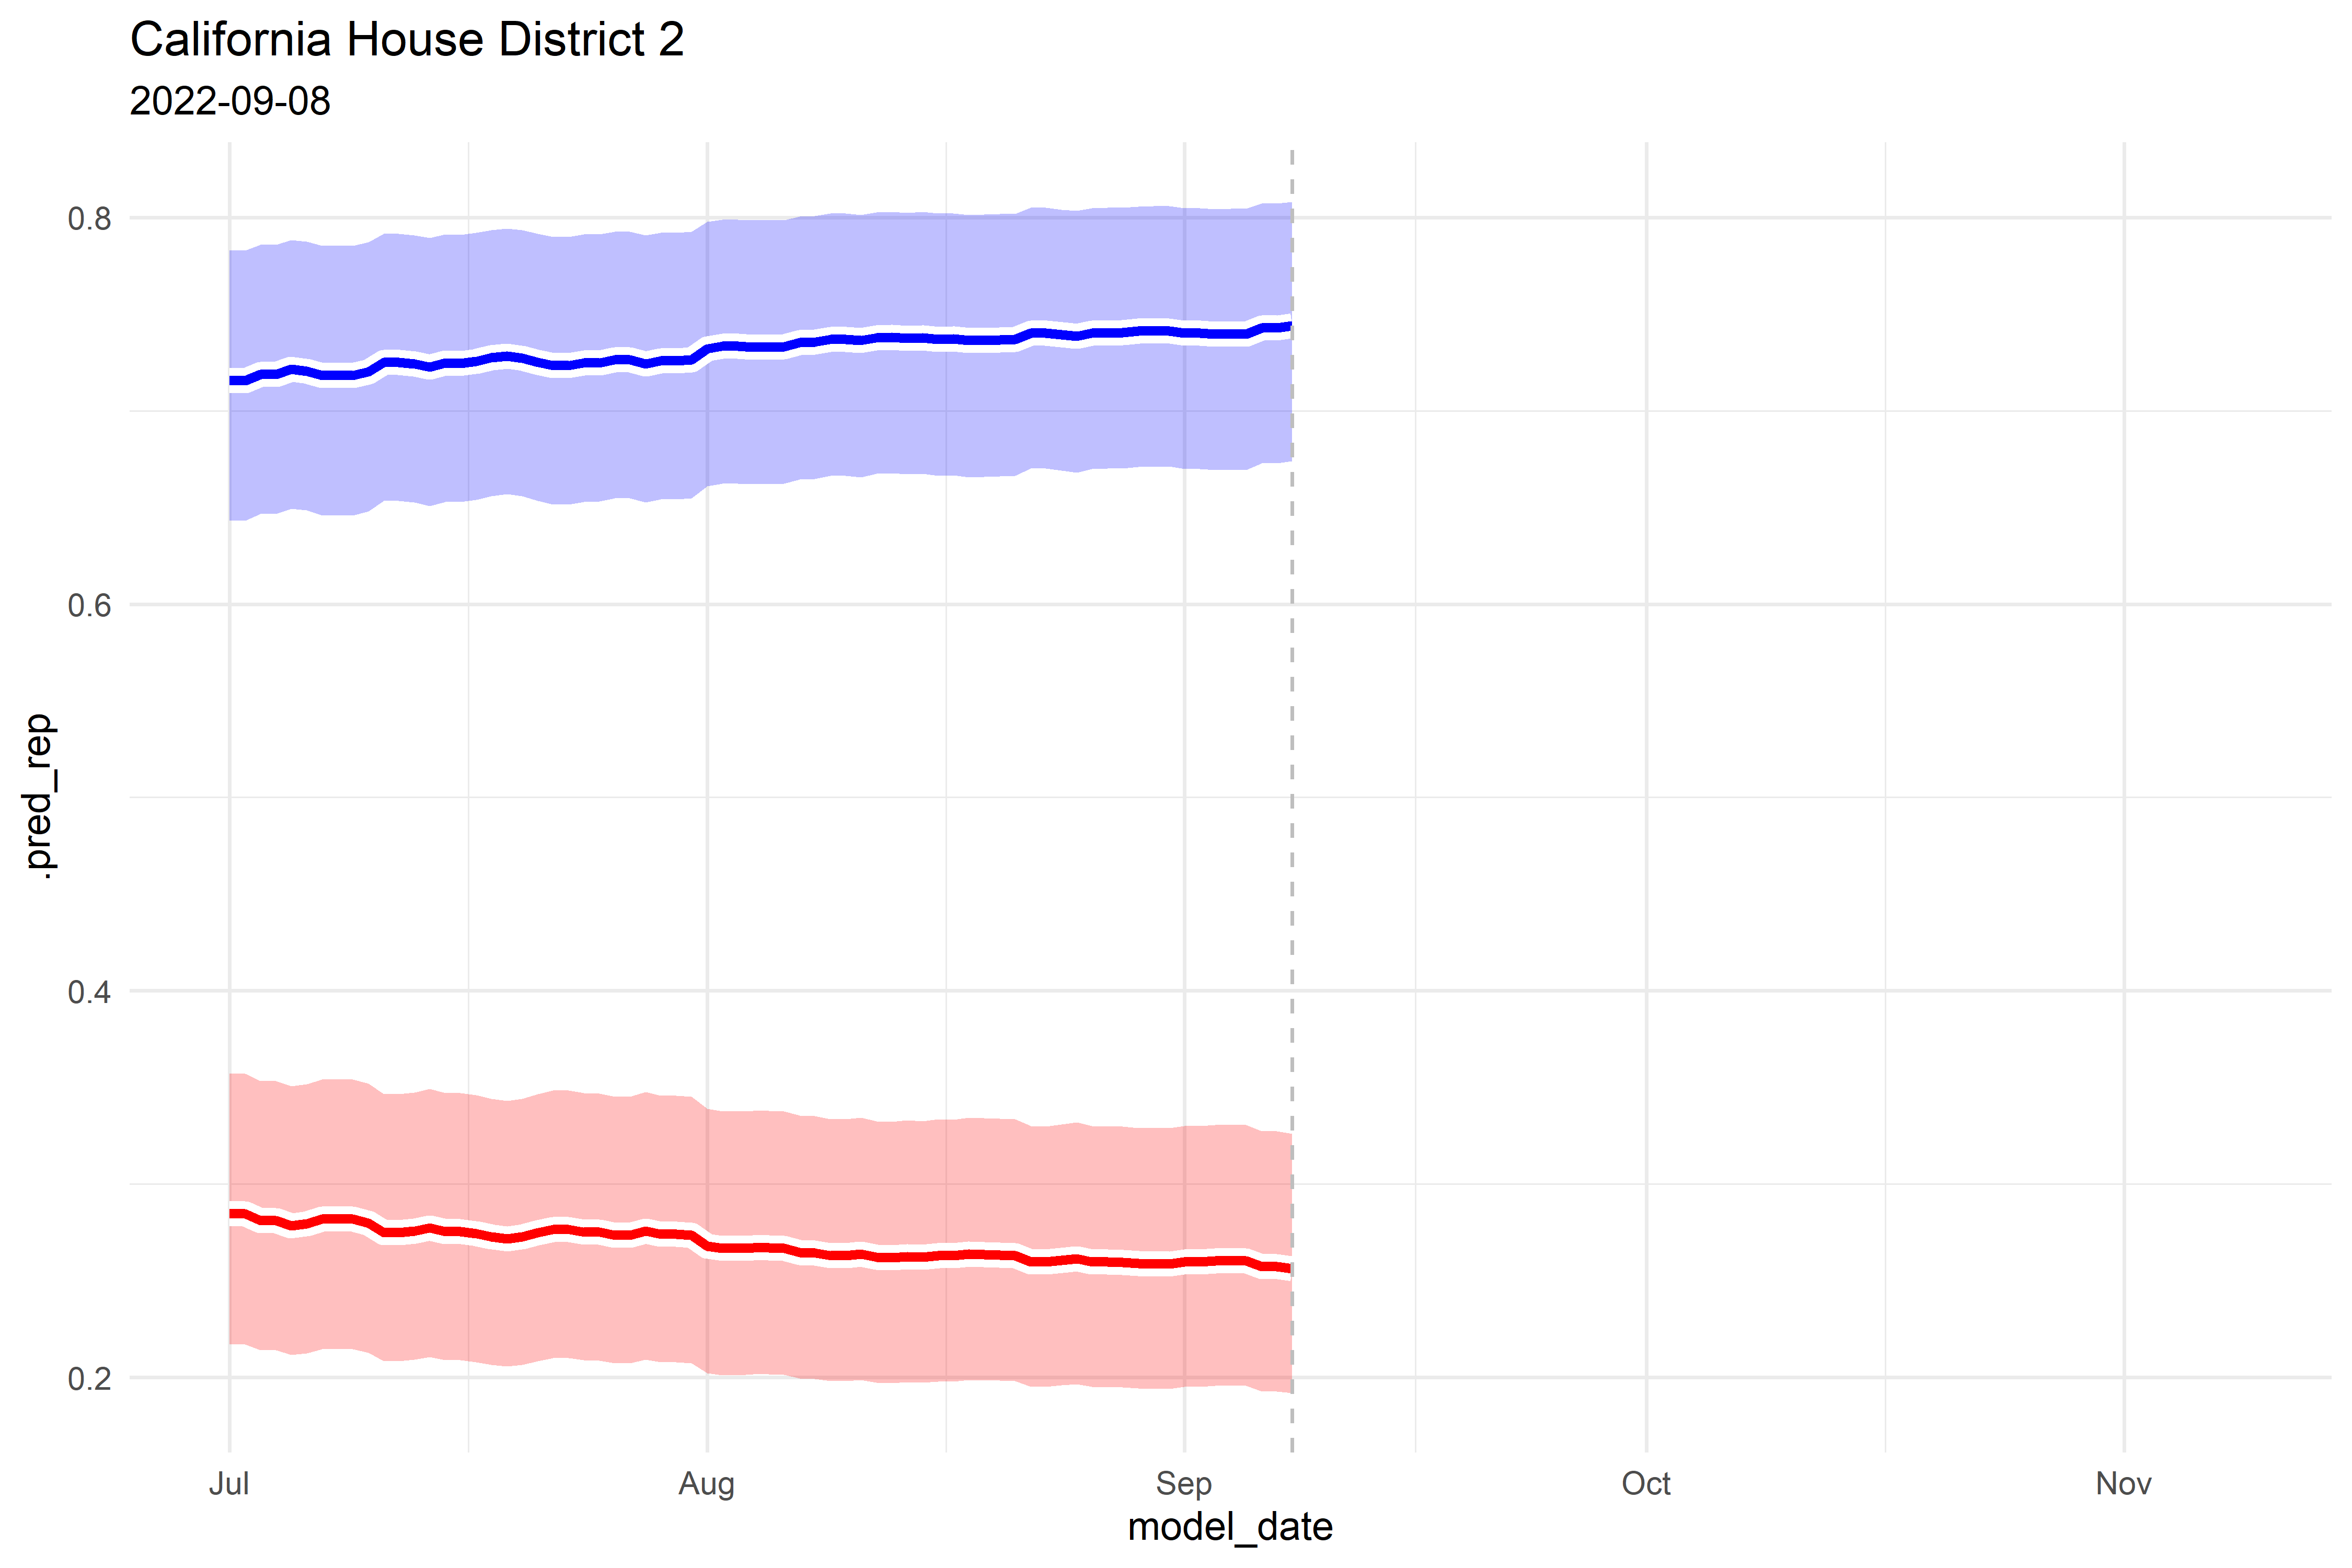 California House District 2
2022-09-08
.pred_rep
0.8
0.6
0.4
0.2
Jul
Aug
Sep
Oct
Nov
model_date